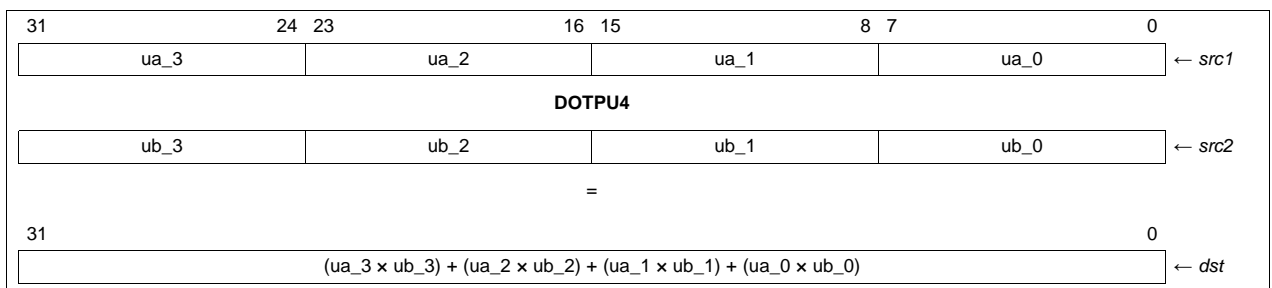 31 24 23 16 15 8 7 0
ua_3 ua_2 ua_1 ua_0 ← src1
DOTPU4
ub_3 ub_2 ub_1 ub_0 ← src2
=
31 0
(ua_3 × ub_3) + (ua_2 × ub_2) + (ua_1 × ub_1) + (ua_0 × ub_0) ← dst